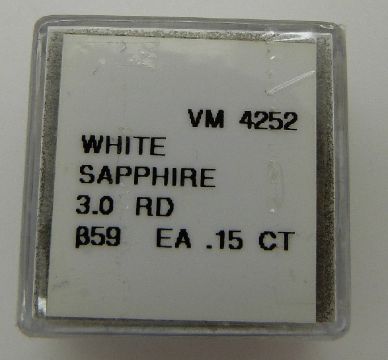 VM 4252
WHITE
SAPPHIRE
3.0 RD
β59 EA .15 CT